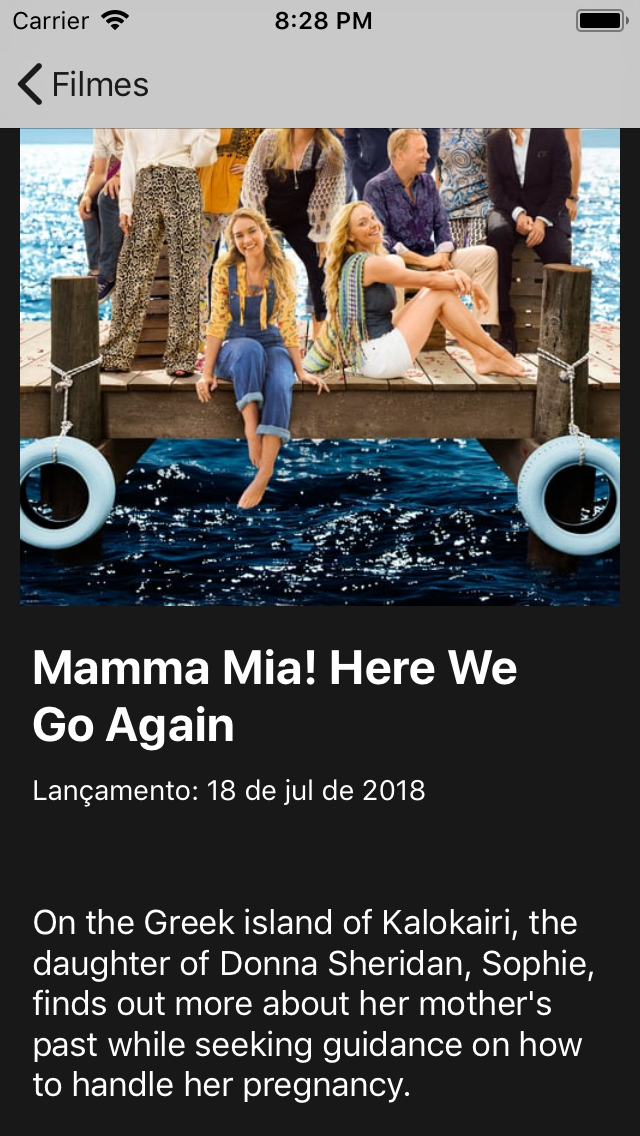 Carrier 8:28 PM
Filmes
Mamma Mia! Here We
Go Again
Lançamento: 18 de jul de 2018
On the Greek island of Kalokairi, the
daughter of Donna Sheridan, Sophie,
finds out more about her mother's
past while seeking guidance on how
to handle her pregnancy.